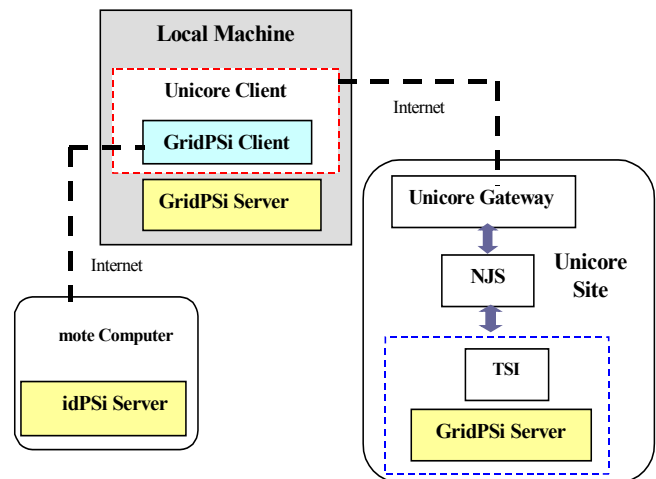 Local Machine
Unicore Client
GridPSi Client
GridPSi Server
Internet
Internet
mote Computer
idPSi Server
Unicore Gateway
NJS
Unicore
Site
TSI
GridPSi Server